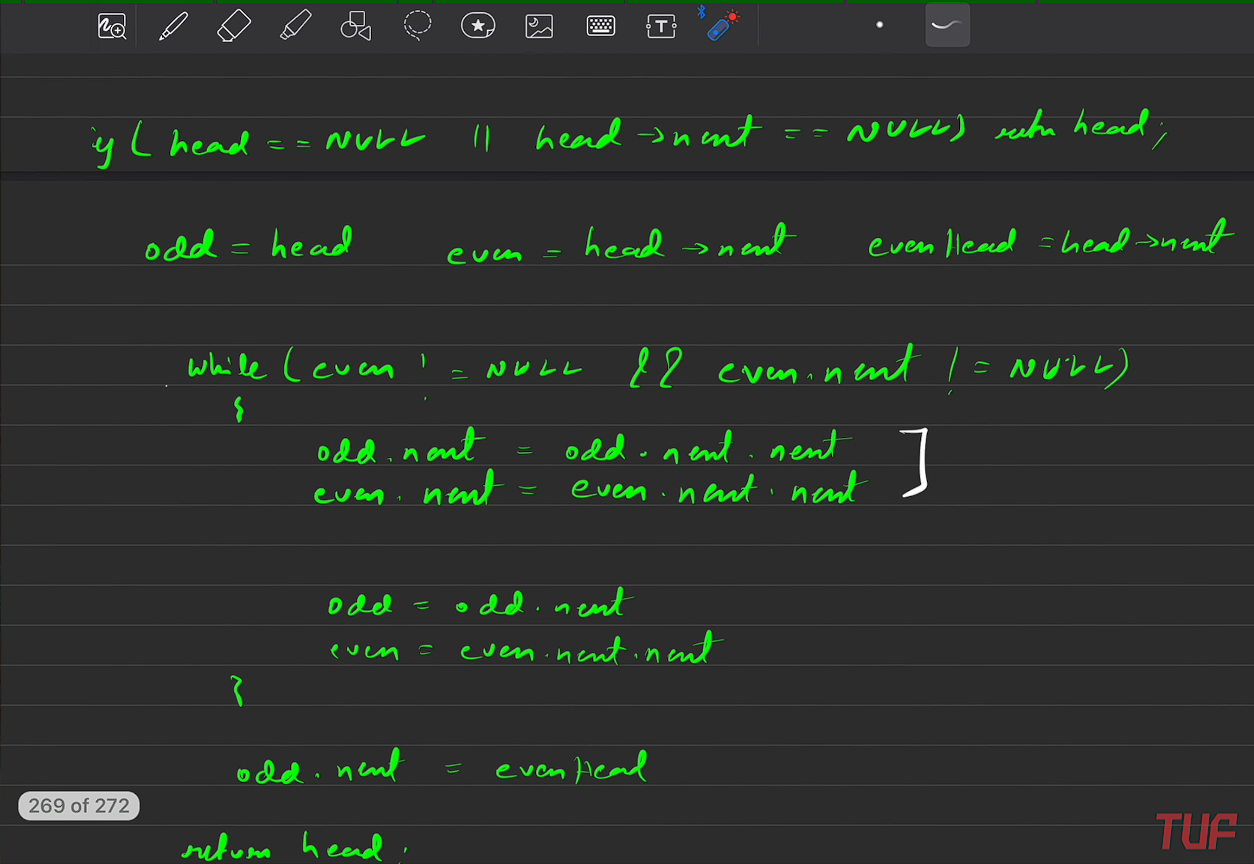 if ( head == NULL || head → next == NULL) return head;
odd = head even = head → next evenHead = head → next
while ( even != NULL && even.next != NULL)
{
odd.next = odd.next.next ]
even.next = even.next.next
odd = odd.next
even = even.next.next
}
odd.next = evenHead
269 of 272
return head;
TUF